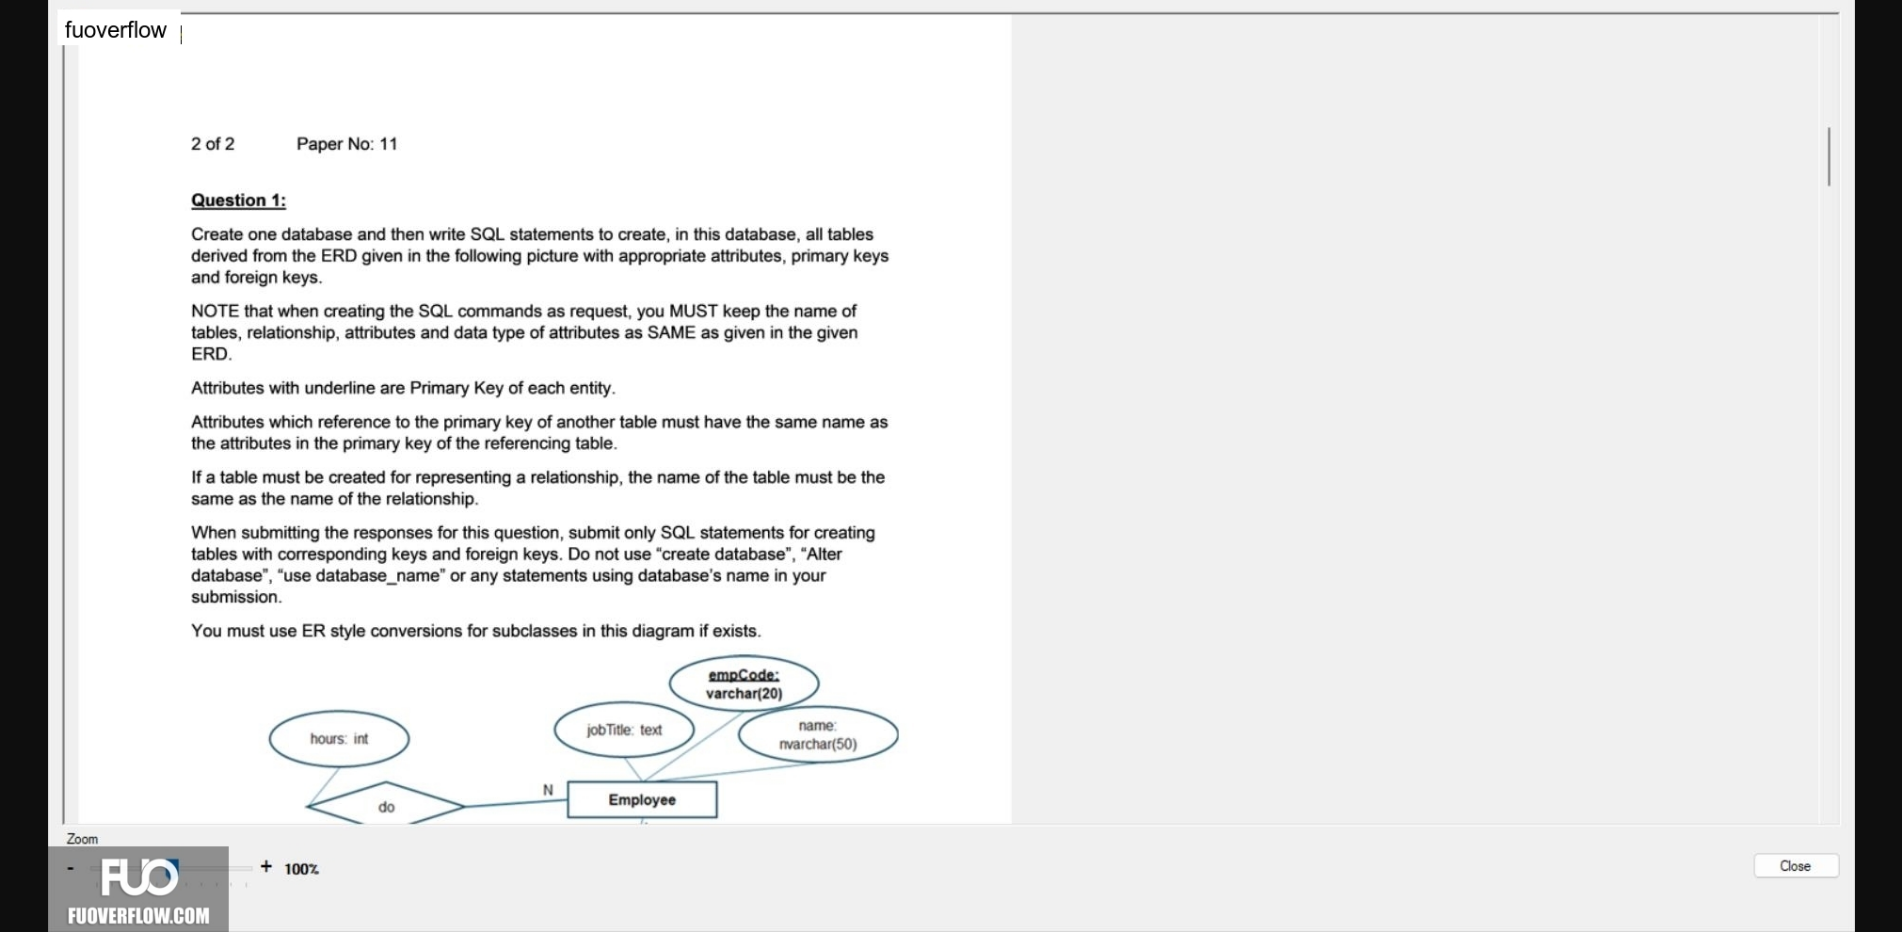 fuoverflow
2 of 2 Paper No: 11
Question 1:
Create one database and then write SQL statements to create, in this database, all tables
derived from the ERD given in the following picture with appropriate attributes, primary keys
and foreign keys.
NOTE that when creating the SQL commands as request, you MUST keep the name of
tables, relationship, attributes and data type of attributes as SAME as given in the given
ERD.
Attributes with underline are Primary Key of each entity.
Attributes which reference to the primary key of another table must have the same name as
the attributes in the primary key of the referencing table.
If a table must be created for representing a relationship, the name of the table must be the
same as the name of the relationship.
When submitting the responses for this question, submit only SQL statements for creating
tables with corresponding keys and foreign keys. Do not use “create database”, “Alter
database”, “use database_name” or any statements using database’s name in your
submission.
You must use ER style conversions for subclasses in this diagram if exists.
empCode:
varchar(20)
jobTitle: text
name:
nvarchar(50)
hours: int
N
Employee
do
Zoom
- + 100%
Close
FUO
FUOVERFLOW.COM